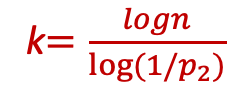 k= logn / log(1/p₂)